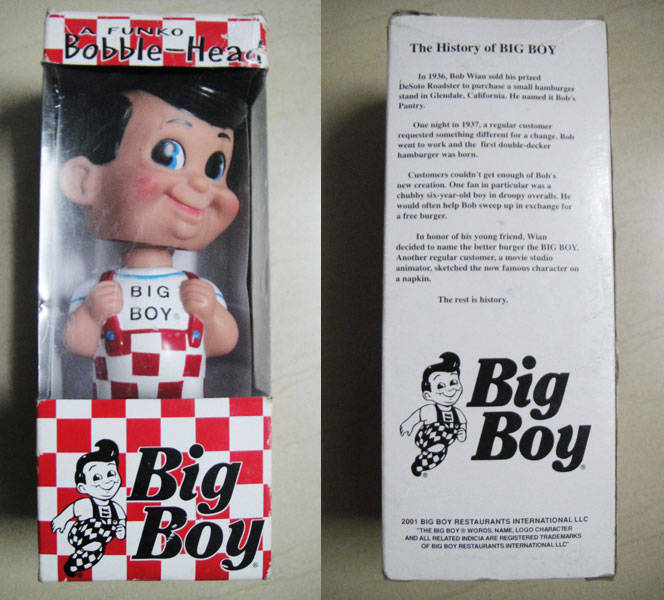 A FUNKO
Bobble-Head
BIG
BOY®
Big
Boy®
The History of BIG BOY
In 1936, Bob Wian sold his prized
DeSoto Roadster to purchase a small hamburger
stand in Glendale, California. He named it Bob's
Pantry.
One night in 1937, a regular customer
requested something different for a change. Bob
went to work and the first double-decker
hamburger was born.
Customers couldn't get enough of Bob's
new creation. One fan in particular was a
chubby six-year-old boy in droopy overalls. He
would often help Bob sweep up in exchange for
a free burger.
In honor of his young friend, Wian
decided to name the better burger the BIG BOY.
Another regular customer, a movie studio
animator, sketched the now famous character on
a napkin.
The rest is history.
Big
Boy®
2001 BIG BOY RESTAURANTS INTERNATIONAL LLC
"THE BIG BOY® WORDS, NAME, LOGO CHARACTER
AND ALL RELATED INDICIA ARE REGISTERED TRADEMARKS
OF BIG BOY RESTAURANTS INTERNATIONAL LLC"